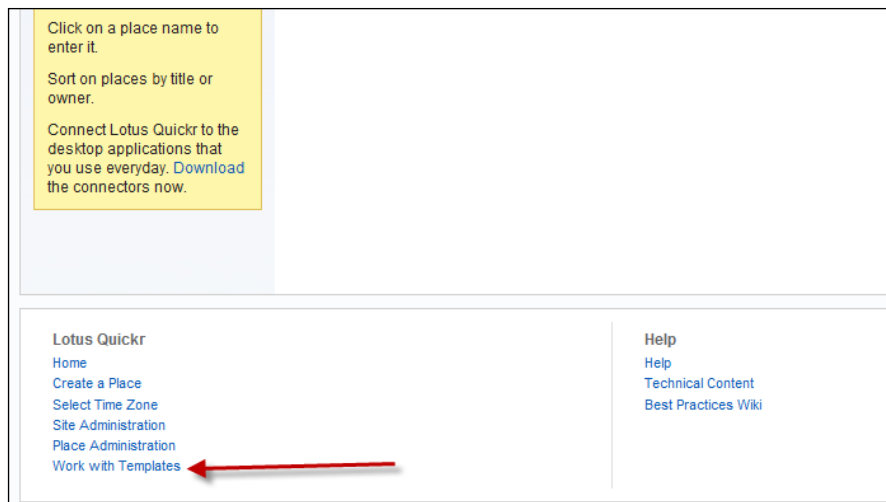 Click on a place name to
enter it.
Sort on places by title or
owner.
Connect Lotus Quickr to the
desktop applications that
you use everyday. Download
the connectors now.
Lotus Quickr
Home
Create a Place
Select Time Zone
Site Administration
Place Administration
Work with Templates
Help
Help
Technical Content
Best Practices Wiki